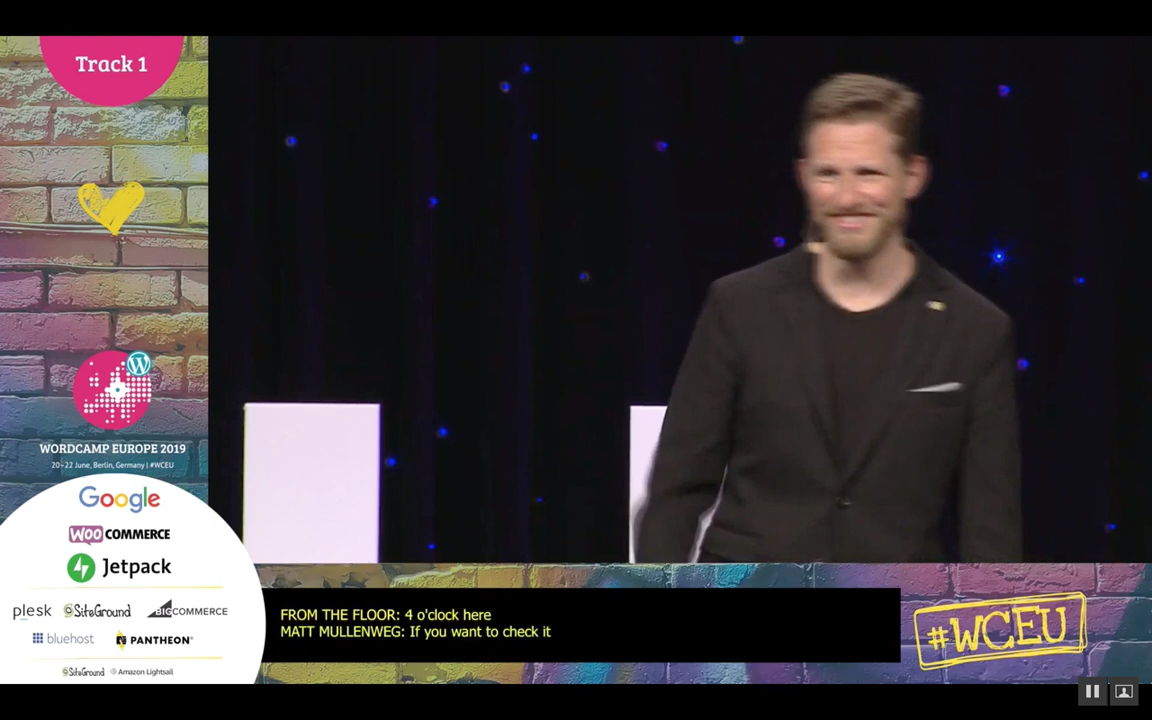 Track 1
W
WORDCAMP EUROPE 2019
20-22 June, Berlin, Germany | #WCEU
Google
WOO COMMERCE
Jetpack
plesk SiteGround BIGCOMMERCE
bluehost PANTHEON®
SiteGround Amazon Lightsail
FROM THE FLOOR: 4 o'clock here
MATT MULLENWEG: If you want to check it
#WCEU